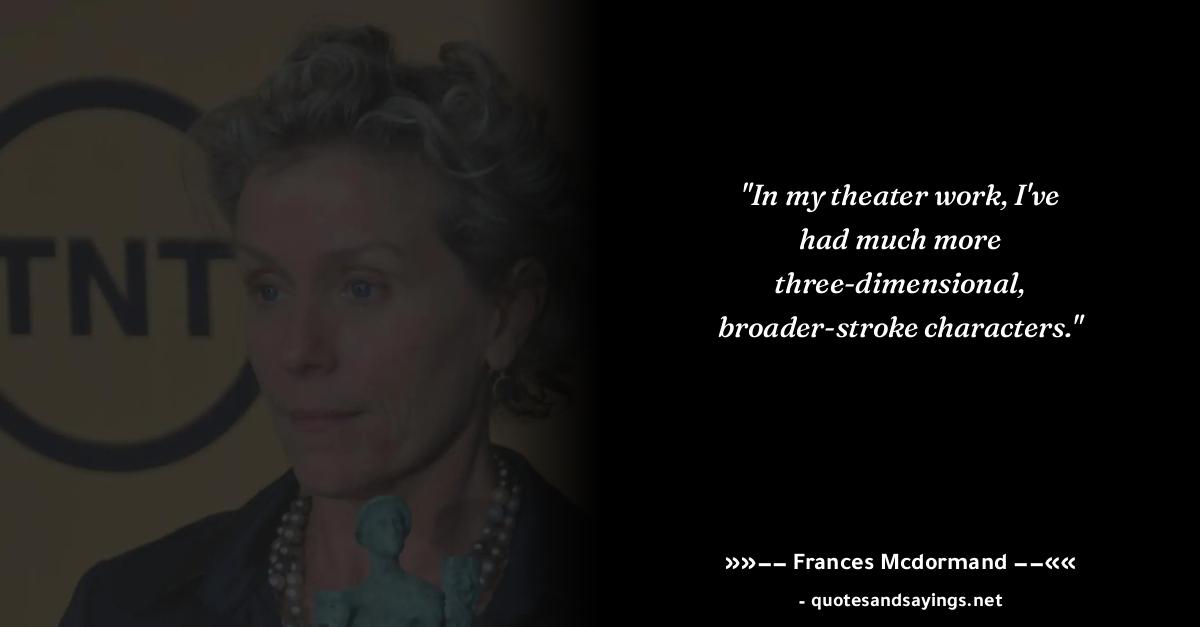 TNT
"In my theater work, I've
had much more
three-dimensional,
broader-stroke characters."
»»−− Frances Mcdormand −−««
- quotesandsayings.net